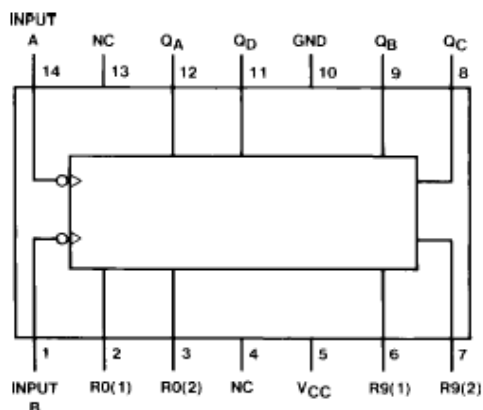 INPUT
A NC QA QD GND QB QC
14 13 12 11 10 9 8
1 2 3 4 5 6 7
INPUT R0(1) R0(2) NC VCC R9(1) R9(2)
B